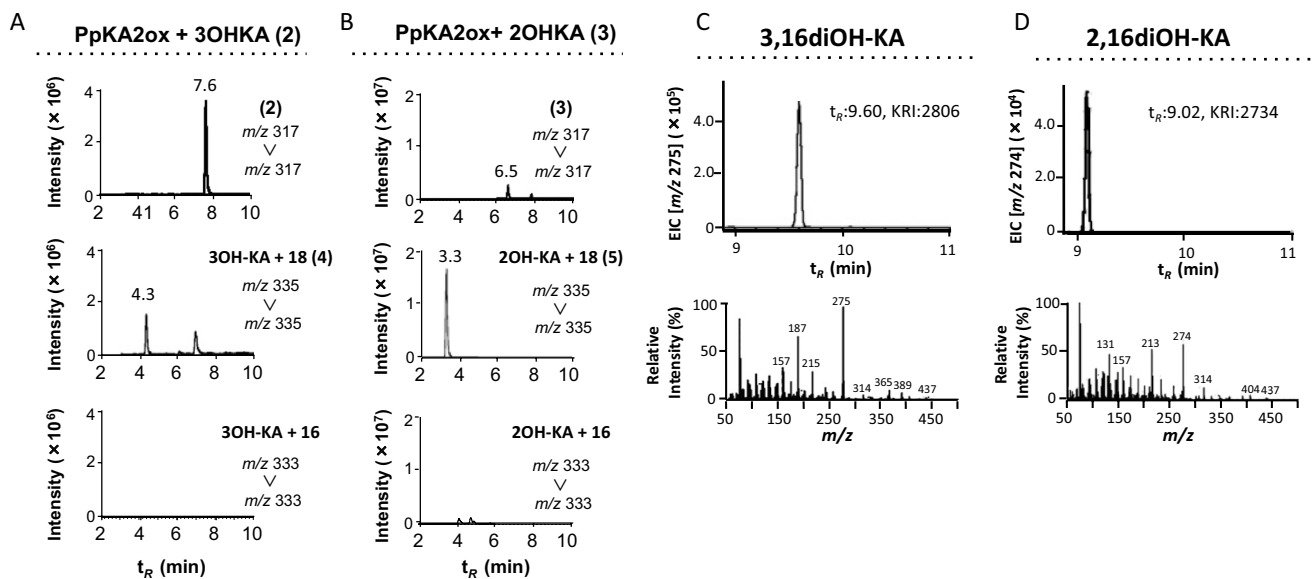 A
PpKA2ox + 3OHKA (2)
Intensity (× 10⁶)
4
2
0
7.6
(2)
m/z 317
m/z 317
2 41 6 8 10
Intensity (× 10⁶)
4
2
0
4.3
3OH-KA + 18 (4)
m/z 335
m/z 335
2 4 6 8 10
Intensity (× 10⁶)
4
2
0
3OH-KA + 16
m/z 333
m/z 333
2 4 6 8 10
tR (min)
B
PpKA2ox+ 2OHKA (3)
Intensity (× 10⁷)
2
1
0
6.5
(3)
m/z 317
m/z 317
2 4 6 8 10
Intensity (× 10⁷)
2
1
0
3.3
2OH-KA + 18 (5)
m/z 335
m/z 335
2 4 6 8 10
Intensity (× 10⁷)
2
1
0
2OH-KA + 16
m/z 333
m/z 333
2 4 6 8 10
tR (min)
C
3,16diOH-KA
EIC [m/z 275] (× 10⁵)
4.0
2.0
0
tR:9.60, KRI:2806
9 10 11
tR (min)
Relative
Intensity (%)
100
50
0
157
187
215
275
314
365
389
437
50 150 250 350 450
m/z
D
2,16diOH-KA
EIC [m/z 274] (× 10⁴)
4.0
2.0
0
tR:9.02, KRI:2734
9 10 11
tR (min)
Relative
Intensity (%)
100
50
0
131
157
213
274
314
404
437
50 150 250 350 450
m/z